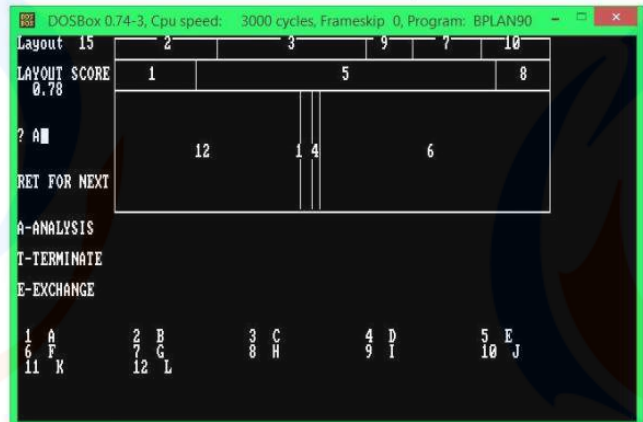 DOSBox 0.74-3, Cpu speed: 3000 cycles, Frameskip 0, Program: BPLAN90
Layout 15 2 3 9 7 10
LAYOUT SCORE 1 5 8
0.78
? A 12 1 4 6
RET FOR NEXT
A-ANALYSIS
T-TERMINATE
E-EXCHANGE
1 A 2 B 3 C 4 D 5 E
6 F 7 G 8 H 9 I 10 J
11 K 12 L